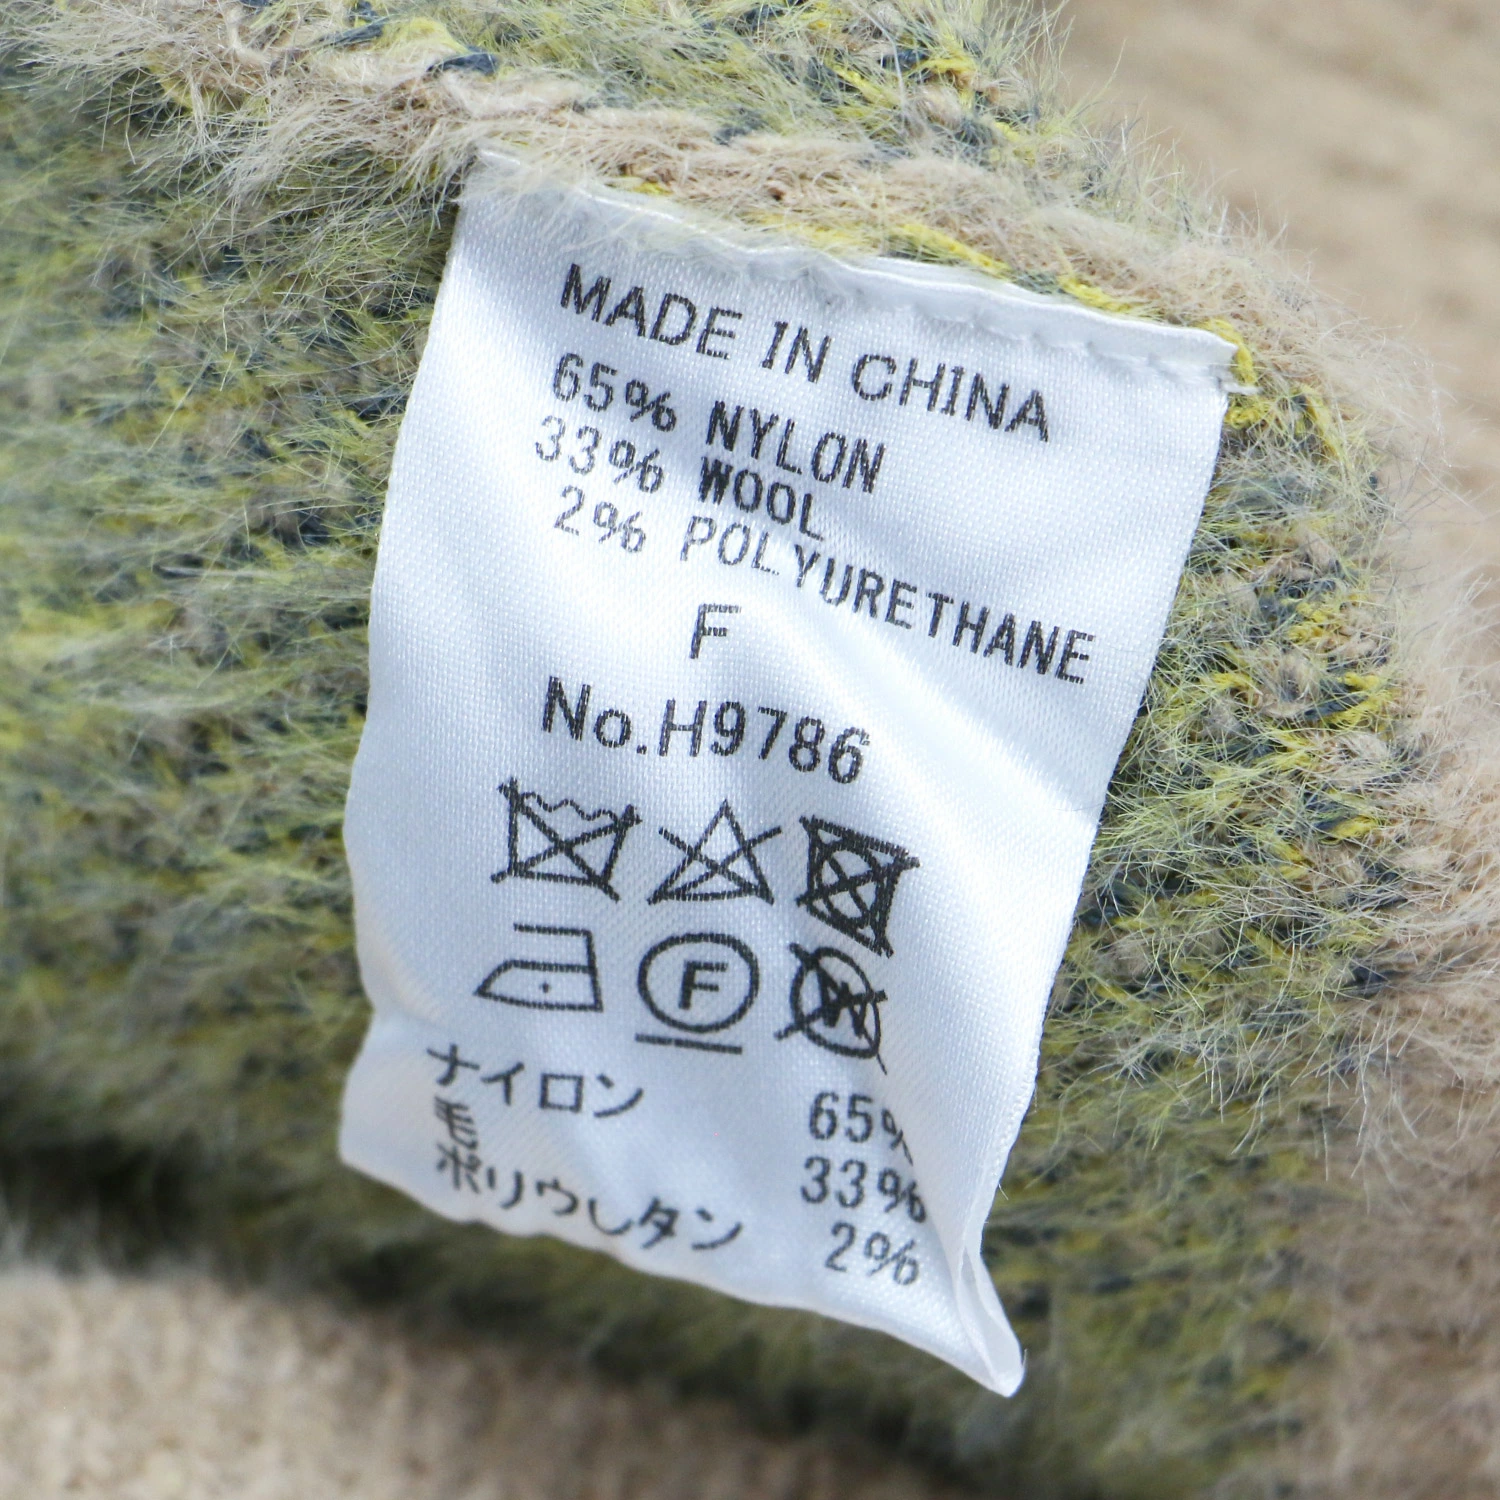 MADE IN CHINA
65% NYLON
33% WOOL
2% POLYURETHANE
F
No.H9786
F
W
ナイロン 65%
毛 33%
ポリウレタン 2%